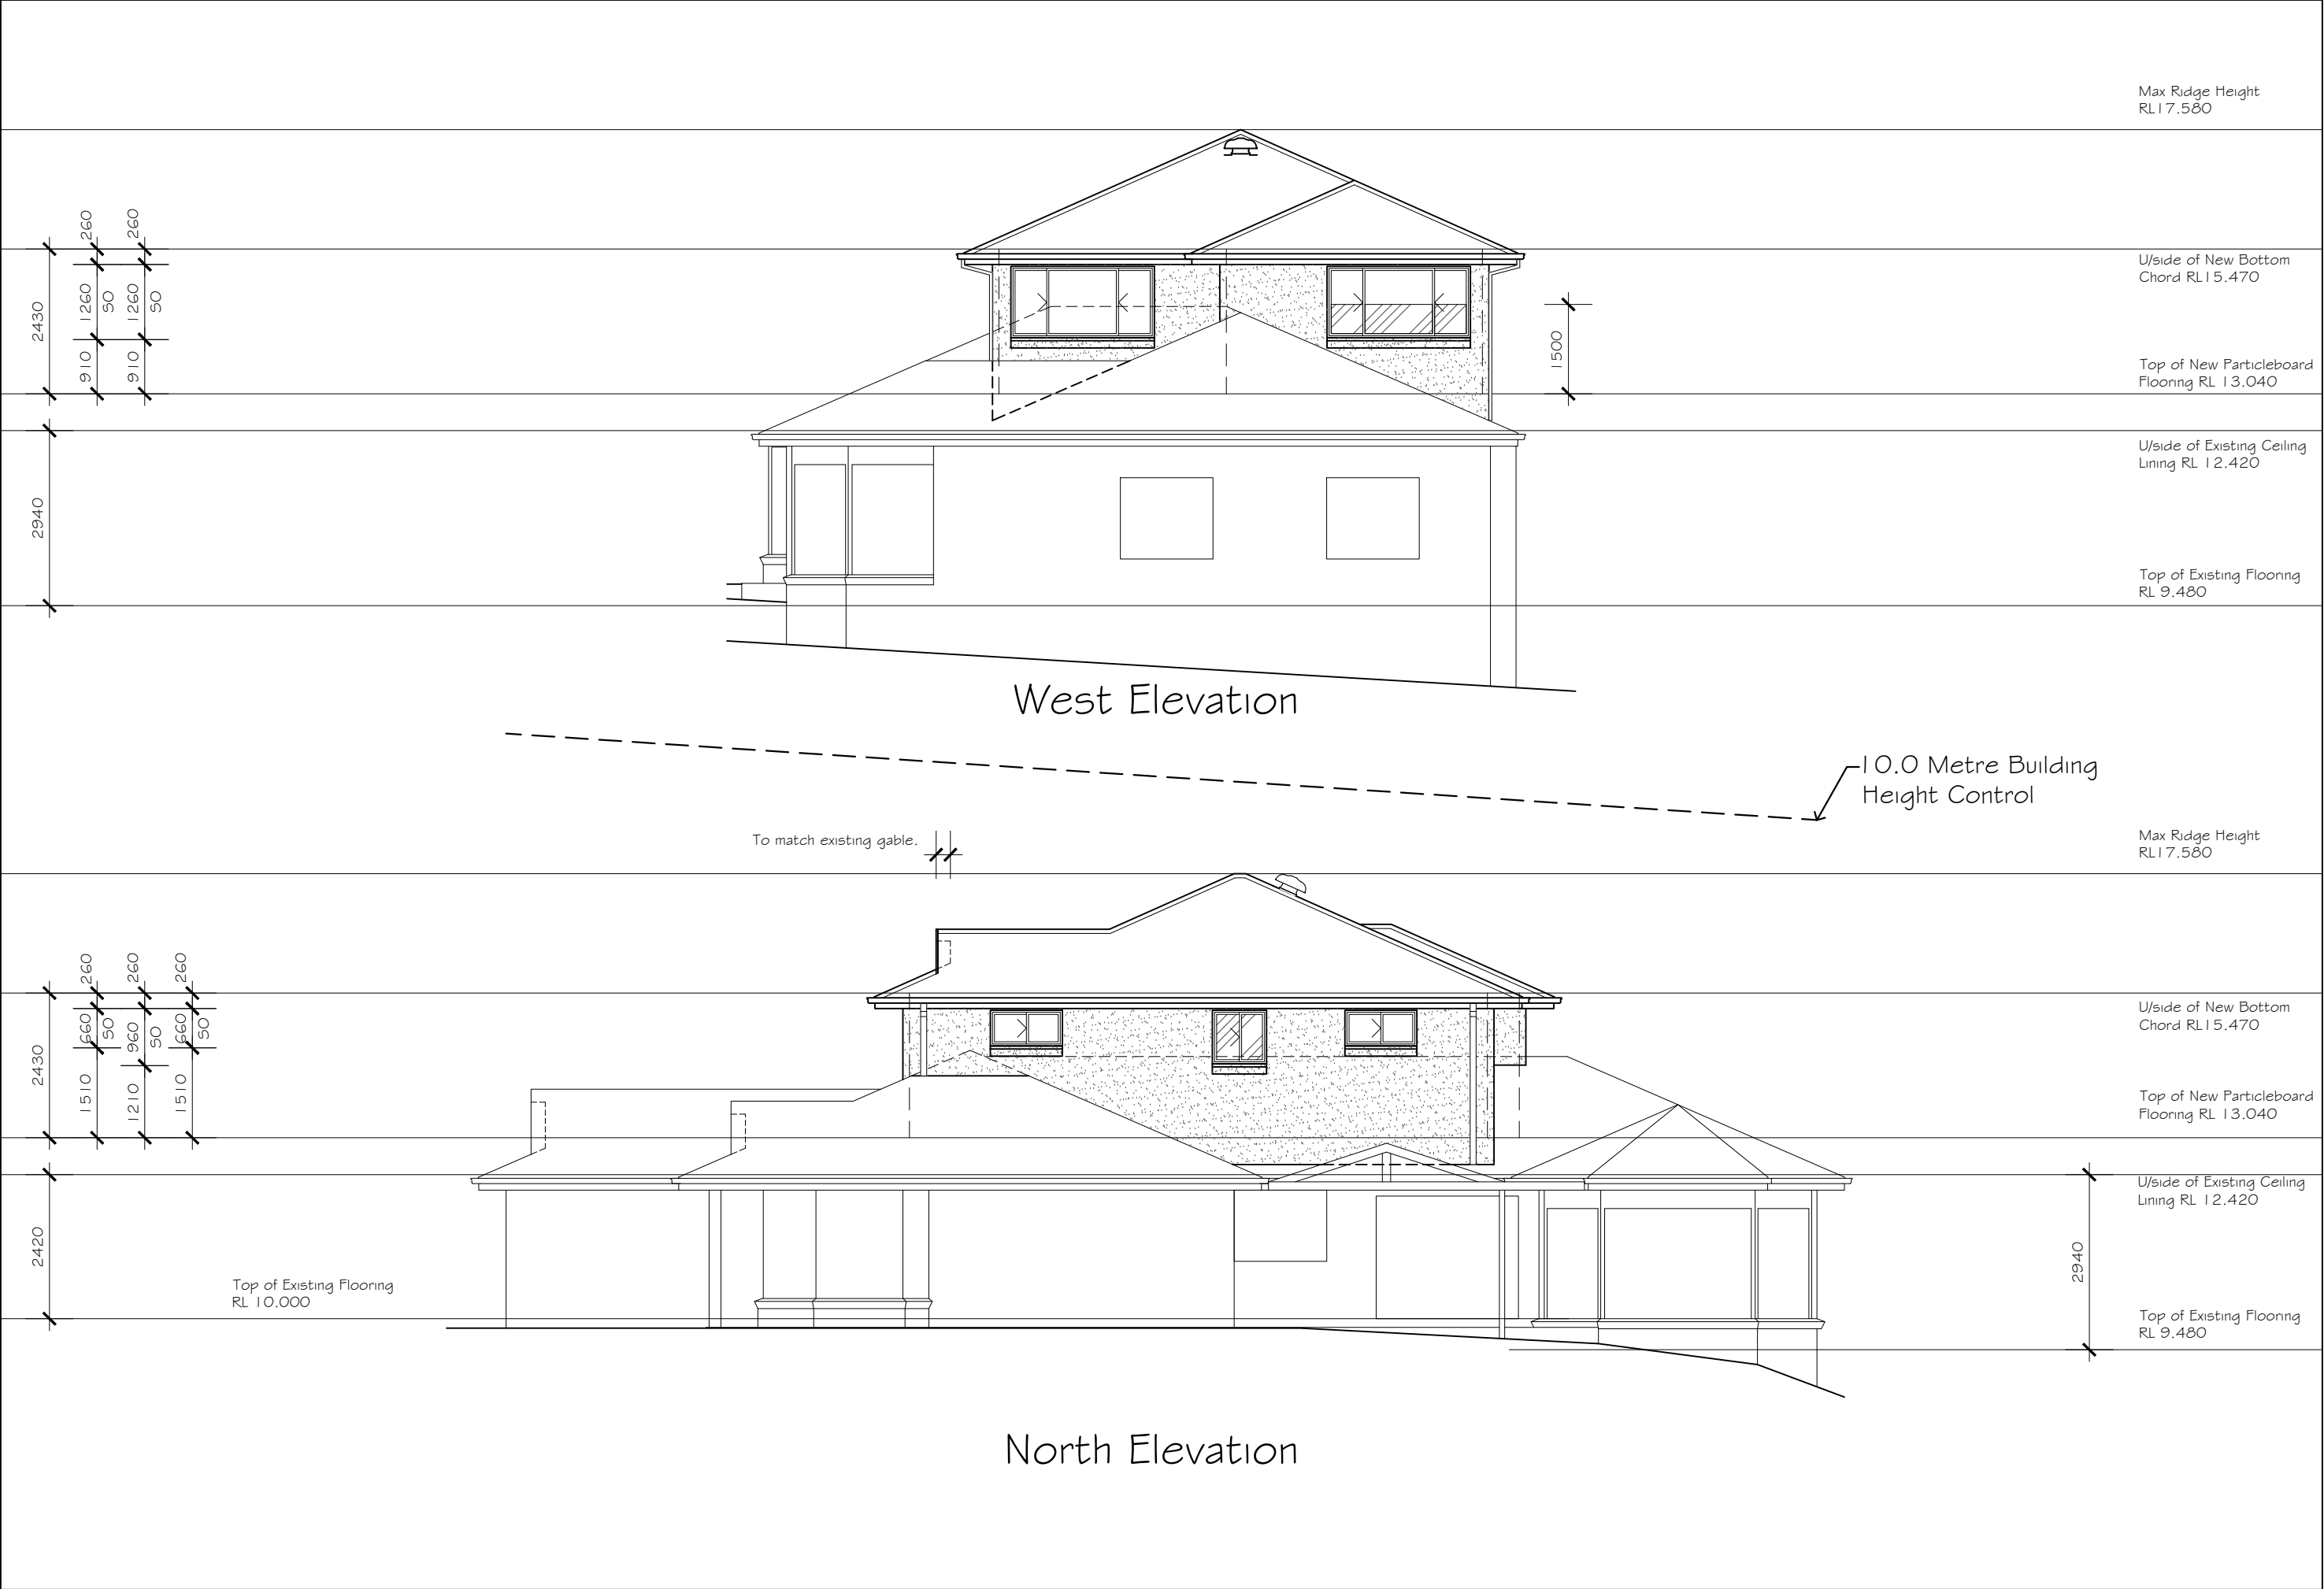 Max Ridge Height
RL17.580
260
260
2430
1260
50
1260
50
910
910
U/side of New Bottom
Chord RL15.470
1500
Top of New Particleboard
Flooring RL 13.040
U/side of Existing Ceiling
Lining RL 12.420
2940
Top of Existing Flooring
RL 9.480
West Elevation
10.0 Metre Building
Height Control
To match existing gable.
Max Ridge Height
RL17.580
260
260
260
2430
660
50
960
50
660
50
1510
1210
1510
U/side of New Bottom
Chord RL15.470
Top of New Particleboard
Flooring RL 13.040
U/side of Existing Ceiling
Lining RL 12.420
2420
2940
Top of Existing Flooring
RL 10.000
Top of Existing Flooring
RL 9.480
North Elevation